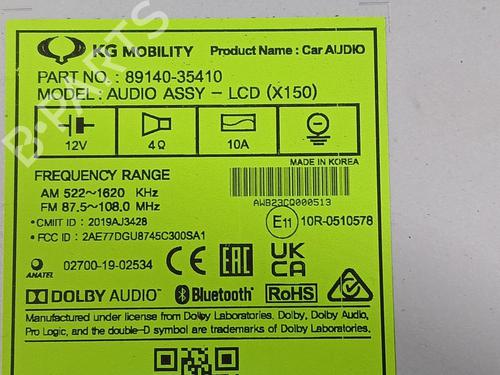 KG MOBILITY Product Name : Car AUDIO
PART NO. : 89140-35410
MODEL : AUDIO ASSY - LCD (X150)
12V 4Ω 10A
MADE IN KOREA
FREQUENCY RANGE
AM 522~1620 KHz
FM 87.5~108.0 MHz
AWB23CQ000513
•CMIIT ID : 2019AJ3428
•FCC ID : 2AE77DGU8745C300SA1
E11 10R-0510578
ANATEL 02700-19-02534 CE EAC UK CA
DOLBY AUDIO™ Bluetooth® RoHS
Manufactured under license from Dolby Laboratories. Dolby, Dolby Audio,
Pro Logic, and the double-D symbol are trademarks of Dolby Laboratories.
B-PARTS